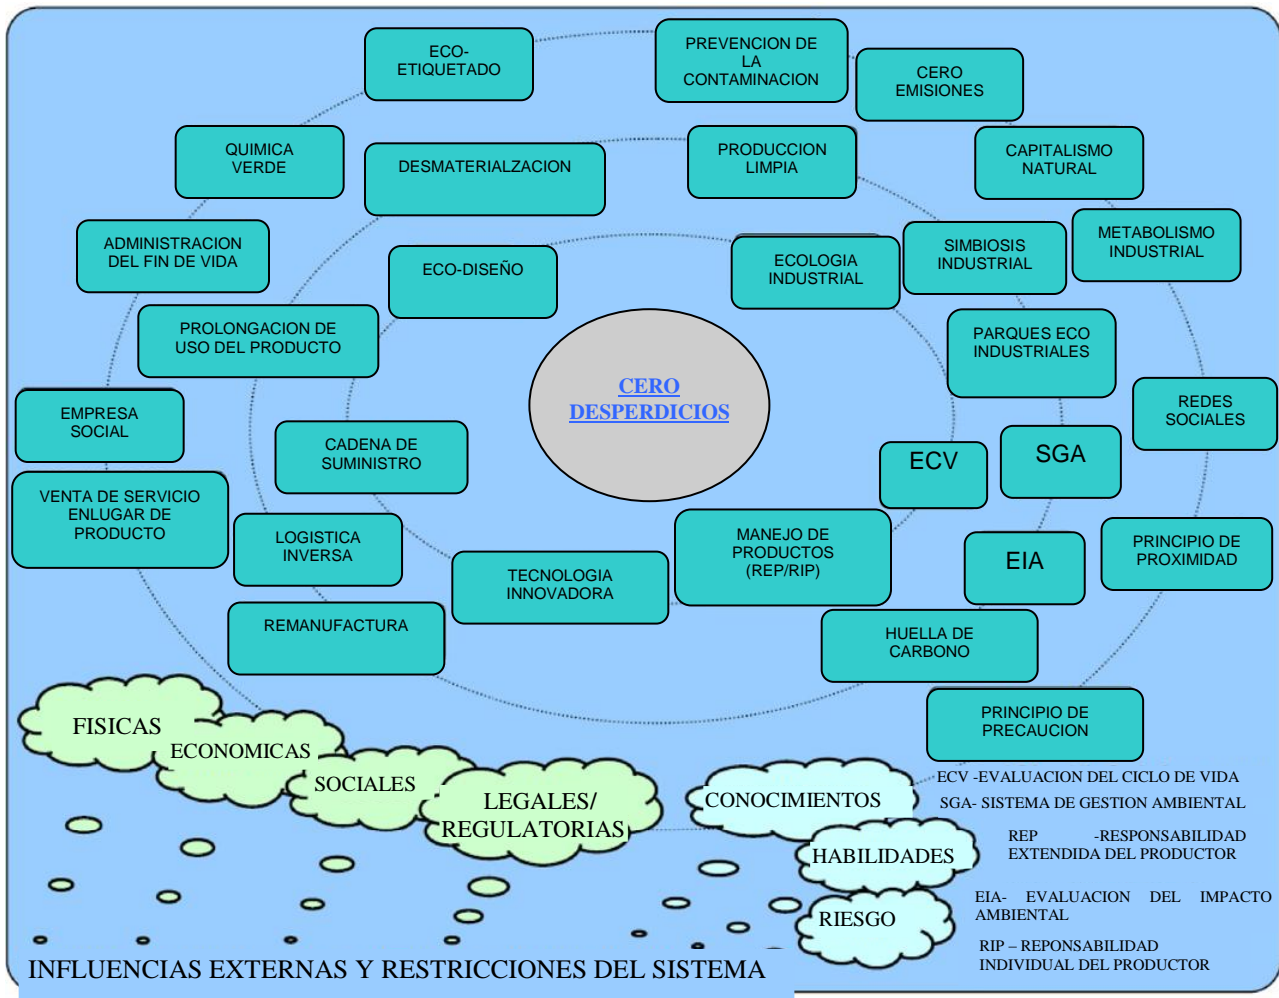 ECO-
ETIQUETADO
PREVENCION DE
LA
CONTAMINACION
CERO
EMISIONES
QUIMICA
VERDE
DESMATERIALZACION
PRODUCCION
LIMPIA
CAPITALISMO
NATURAL
ADMINISTRACION
DEL FIN DE VIDA
ECO-DISEÑO
ECOLOGIA
INDUSTRIAL
SIMBIOSIS
INDUSTRIAL
METABOLISMO
INDUSTRIAL
PROLONGACION DE
USO DEL PRODUCTO
PARQUES ECO
INDUSTRIALES
CERO
DESPERDICIOS
EMPRESA
SOCIAL
REDES
SOCIALES
CADENA DE
SUMINISTRO
ECV
SGA
VENTA DE SERVICIO
ENLUGAR DE
PRODUCTO
LOGISTICA
INVERSA
TECNOLOGIA
INNOVADORA
MANEJO DE
PRODUCTOS
(REP/RIP)
EIA
PRINCIPIO DE
PROXIMIDAD
REMANUFACTURA
HUELLA DE
CARBONO
PRINCIPIO DE
PRECAUCION
FISICAS
ECONOMICAS
SOCIALES
LEGALES/
REGULATORIAS
CONOCIMIENTOS
HABILIDADES
RIESGO
ECV -EVALUACION DEL CICLO DE VIDA
SGA- SISTEMA DE GESTION AMBIENTAL
REP -RESPONSABILIDAD
EXTENDIDA DEL PRODUCTOR
EIA- EVALUACION DEL IMPACTO
AMBIENTAL
RIP – REPONSABILIDAD
INDIVIDUAL DEL PRODUCTOR
INFLUENCIAS EXTERNAS Y RESTRICCIONES DEL SISTEMA